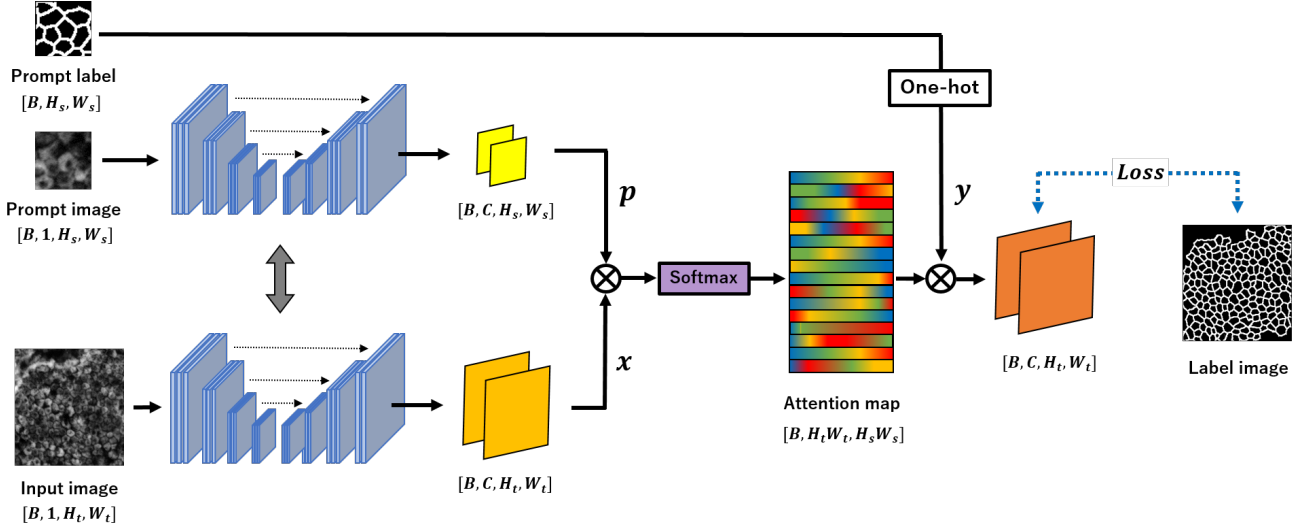 Prompt label
[B, H_s, W_s]
Prompt image
[B, 1, H_s, W_s]
[B, C, H_s, W_s]
p
One-hot
y
Loss
Softmax
x
Input image
[B, 1, H_t, W_t]
[B, C, H_t, W_t]
Attention map
[B, H_tW_t, H_sW_s]
[B, C, H_t, W_t]
Label image